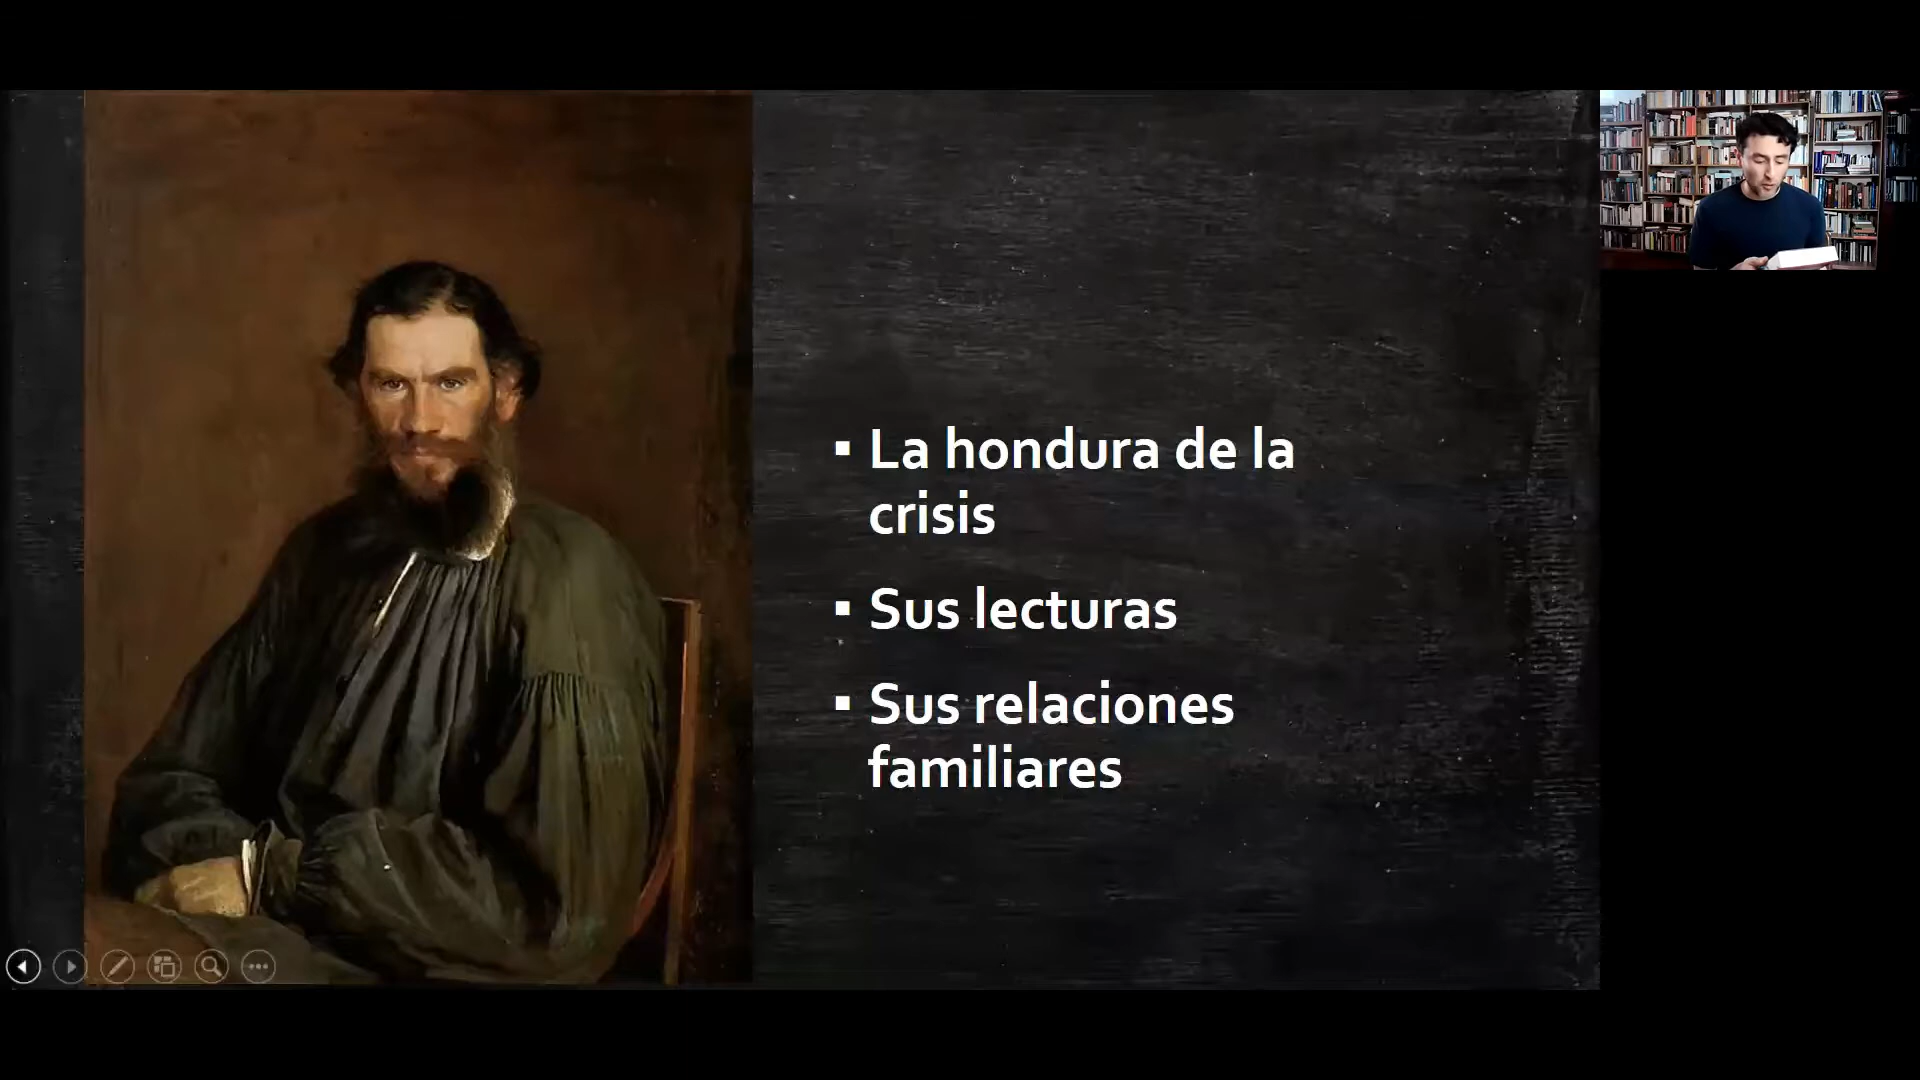 ▪ La hondura de la
crisis
▪ Sus lecturas
▪ Sus relaciones
familiares